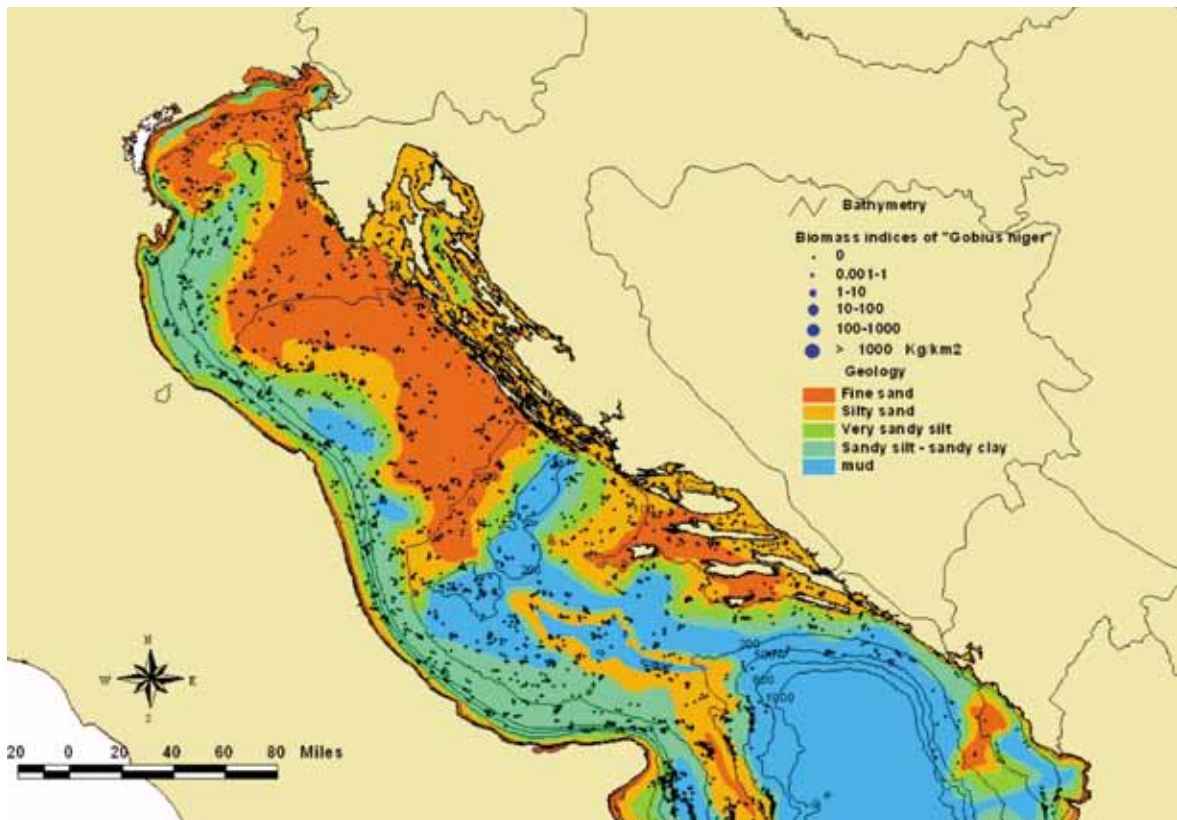 Bathymetry
Biomass indices of "Gobius niger"
0
0.001-1
1-10
10-100
100-1000
> 1000 Kg/km2
Geology
Fine sand
Silty sand
Very sandy silt
Sandy silt - sandy clay
mud
200
1000
N
W E
20 0 20 40 60 80 Miles